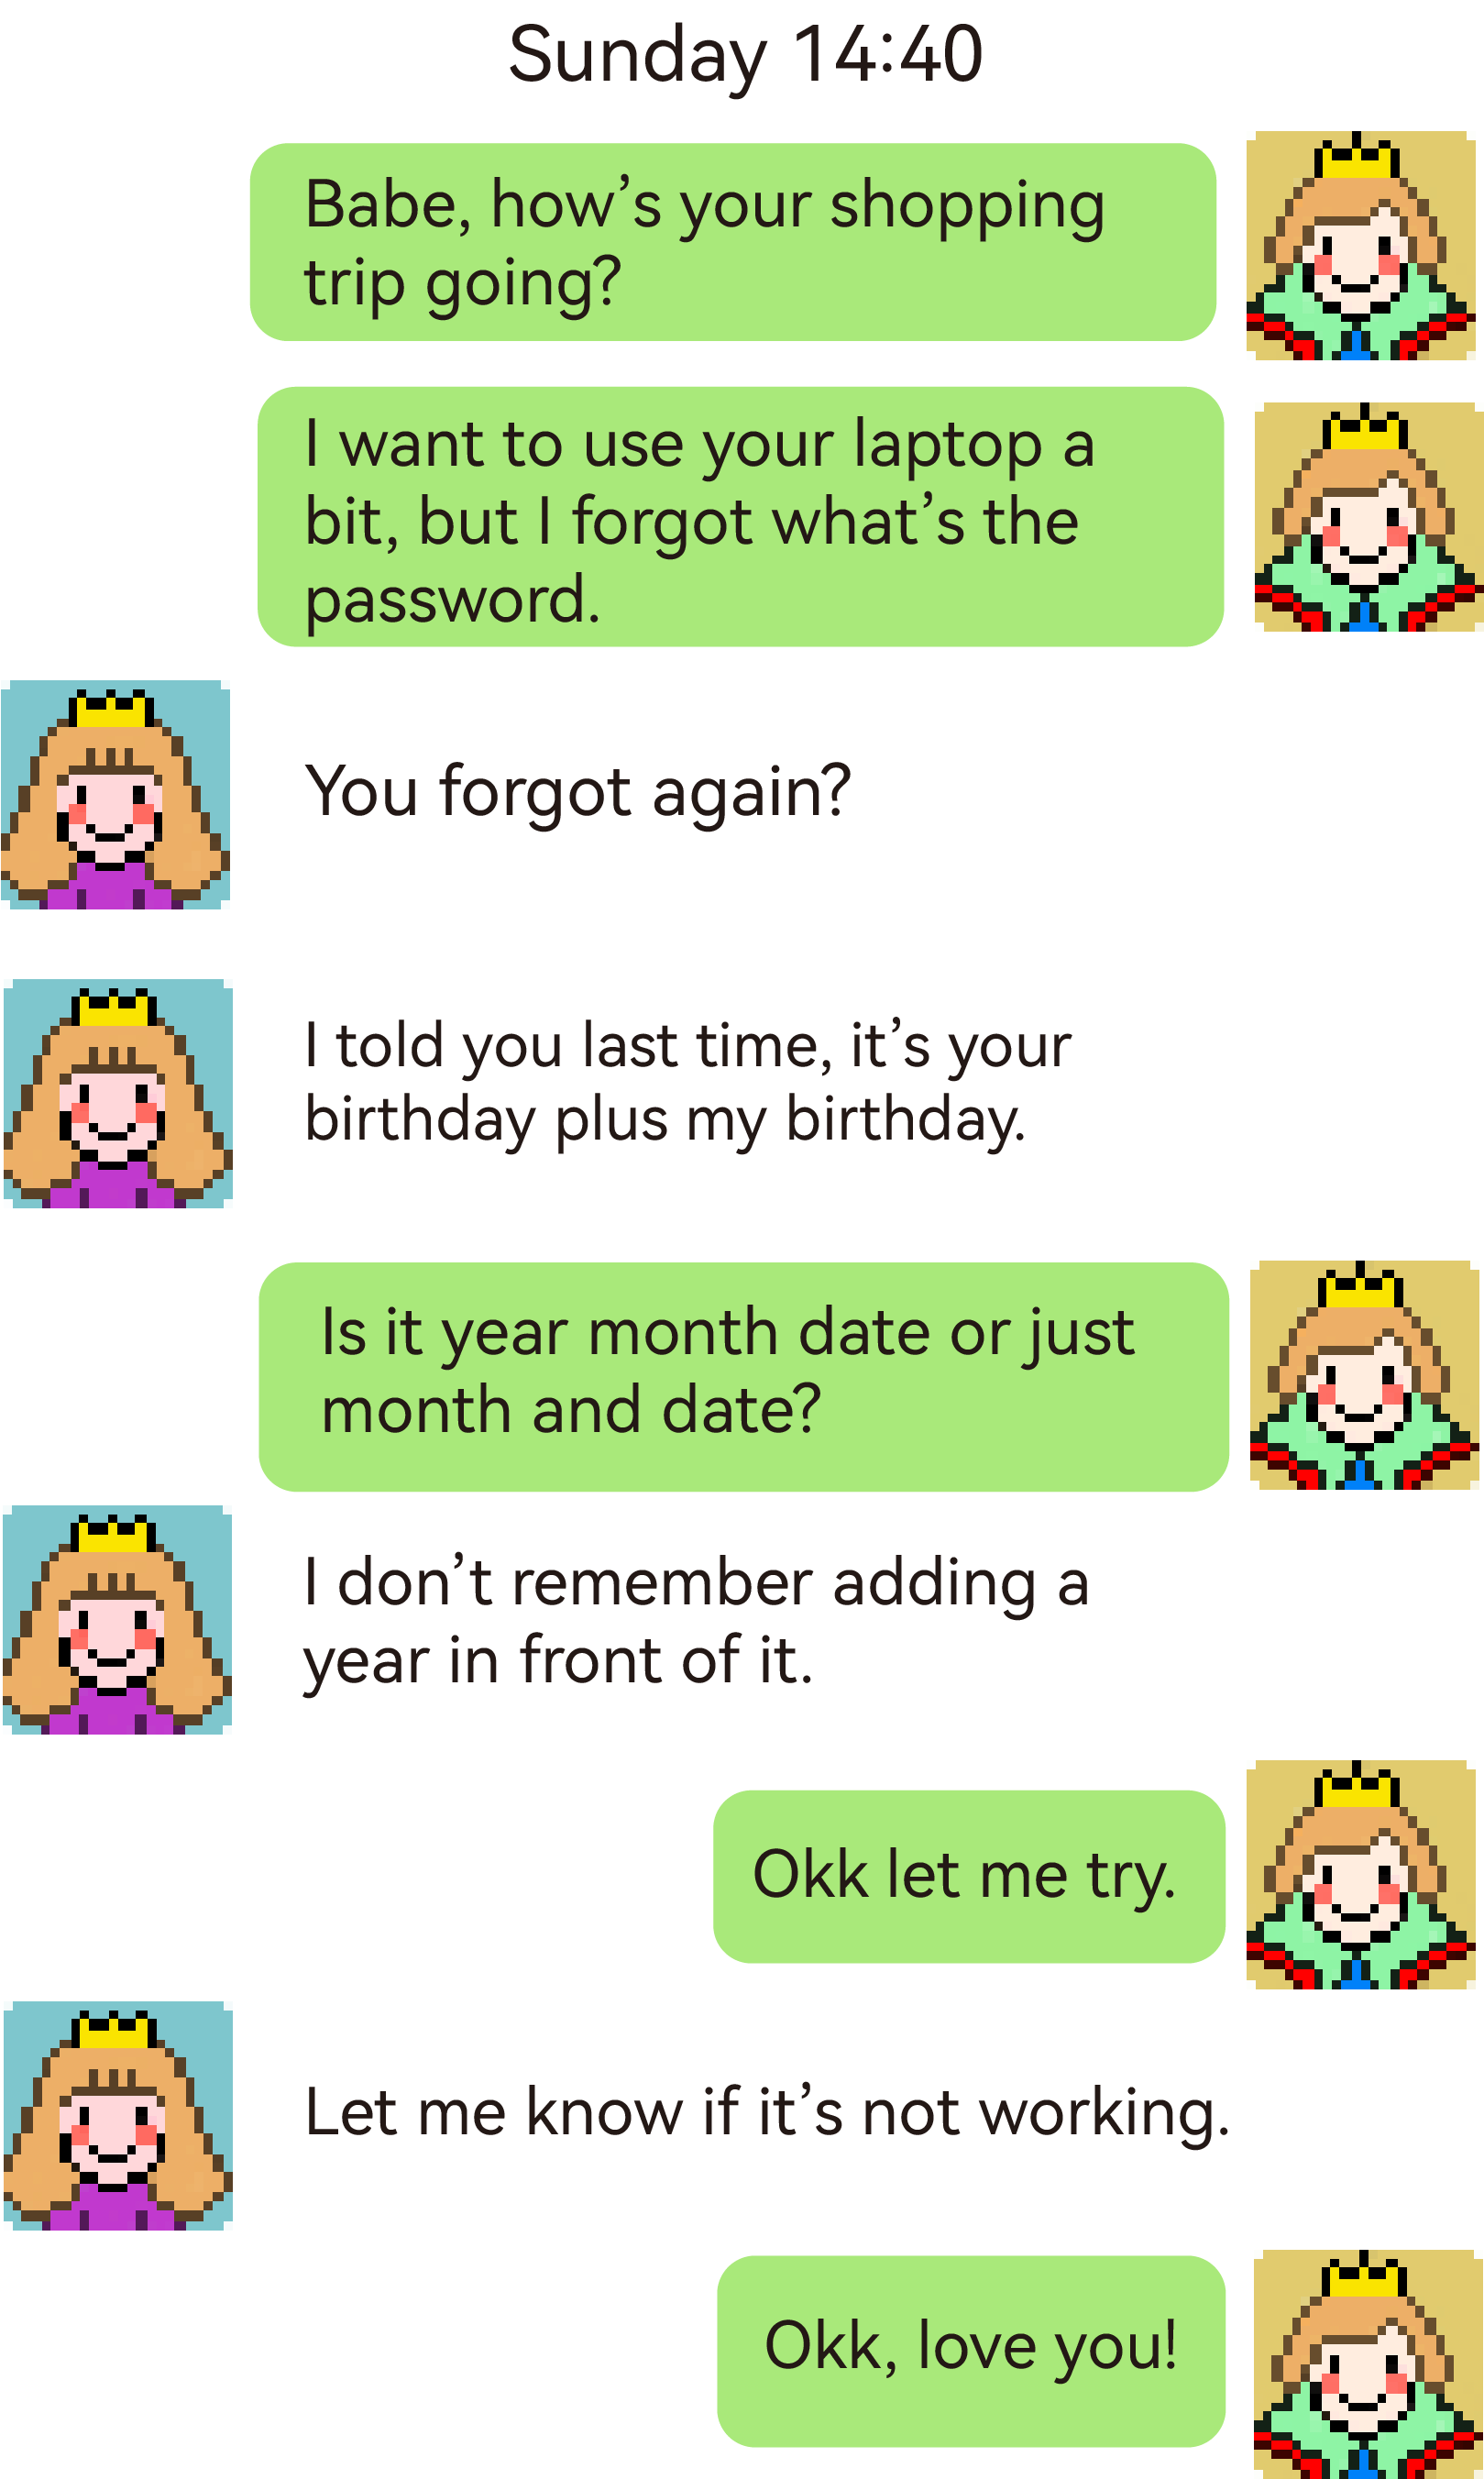 Sunday 14:40
Babe, how’s your shopping
trip going?
I want to use your laptop a
bit, but I forgot what’s the
password.
You forgot again?
I told you last time, it’s your
birthday plus my birthday.
Is it year month date or just
month and date?
I don’t remember adding a
year in front of it.
Okk let me try.
Let me know if it’s not working.
Okk, love you!